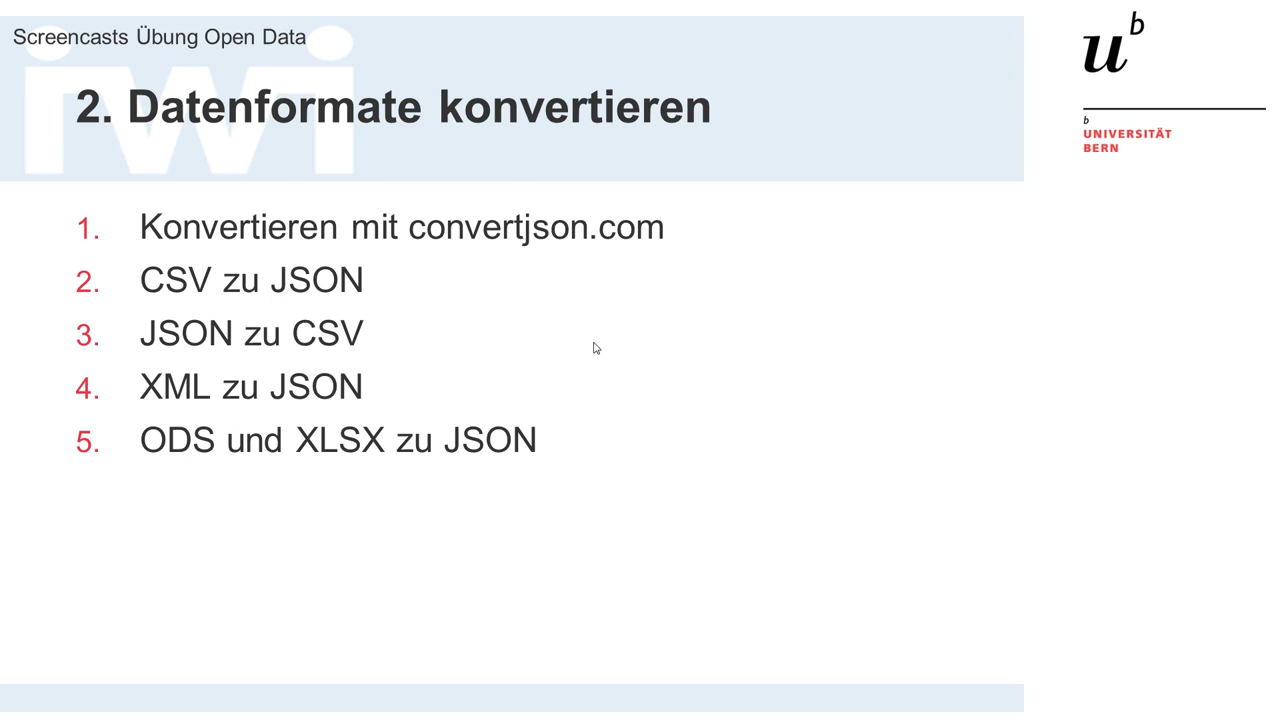 Screencasts Übung Open Data
iwi
2. Datenformate konvertieren
u b
b
UNIVERSITÄT
BERN
1. Konvertieren mit convertjson.com
2. CSV zu JSON
3. JSON zu CSV
4. XML zu JSON
5. ODS und XLSX zu JSON